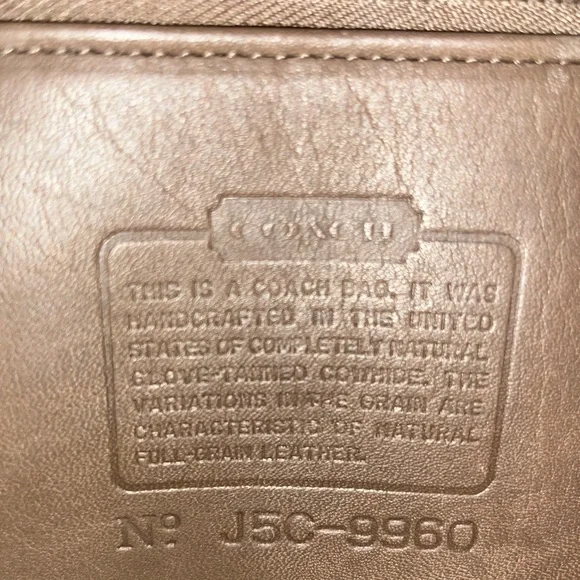 COACH
THIS IS A COACH BAG. IT WAS
HANDCRAFTED IN THE UNITED
STATES OF COMPLETELY NATURAL
GLOVE-TANNED COWHIDE. THE
VARIATIONS IN THE GRAIN ARE
CHARACTERISTIC OF NATURAL
FULL-GRAIN LEATHER.
Nº J5C-9960